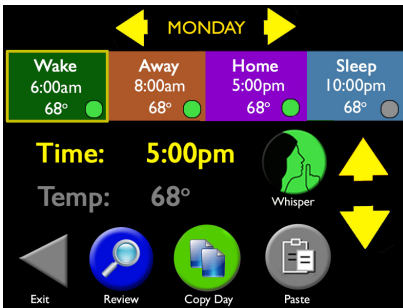 MONDAY
Wake Away Home Sleep
6:00am 8:00am 5:00pm 10:00pm
68° 68° 68° 68°
Time: 5:00pm
Temp: 68°
Whisper
Exit Review Copy Day Paste